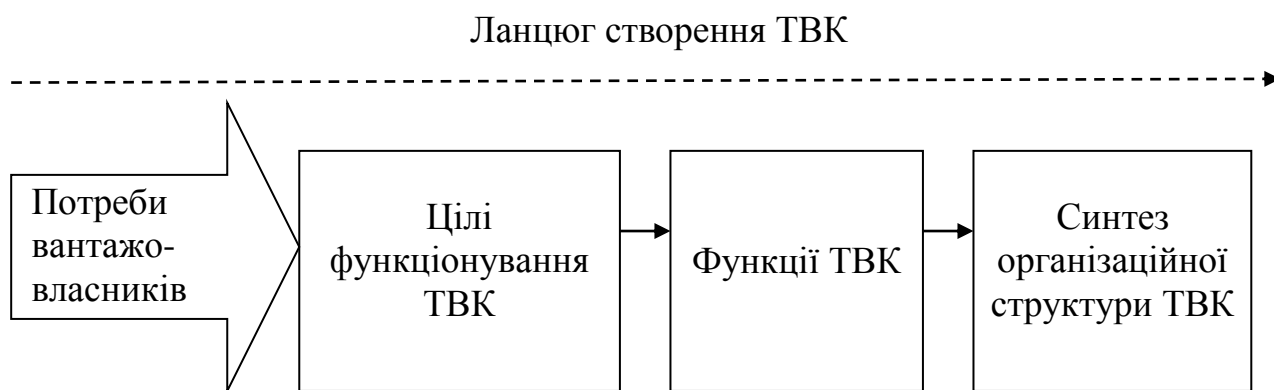 Ланцюг створення ТВК
Потреби
вантажо-
власників
Цілі
функціонування
ТВК
Функції ТВК
Синтез
організаційної
структури ТВК